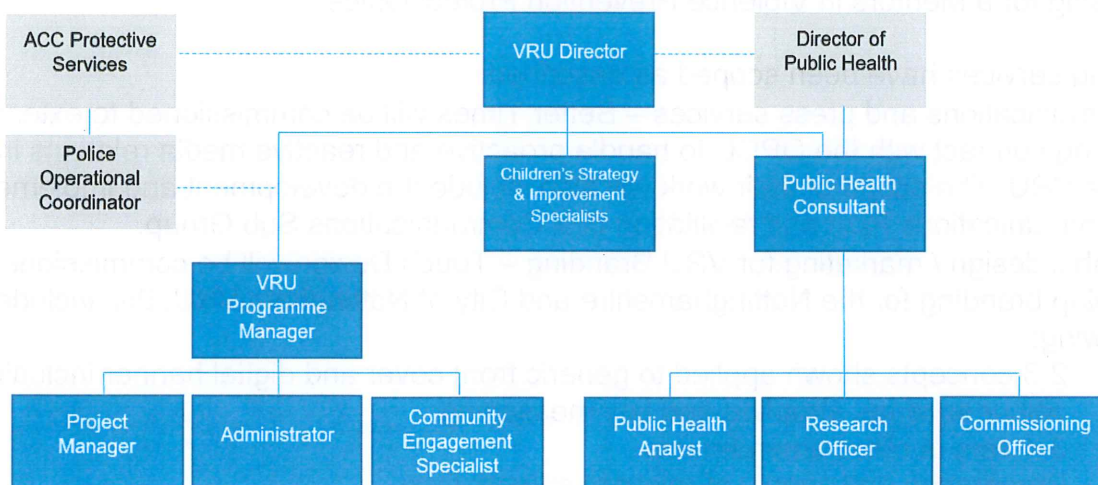 ACC Protective
Services
VRU Director
Director of
Public Health
Police
Operational
Coordinator
Children's Strategy
& Improvement
Specialists
Public Health
Consultant
VRU
Programme
Manager
Project
Manager
Administrator
Community
Engagement
Specialist
Public Health
Analyst
Research
Officer
Commissioning
Officer